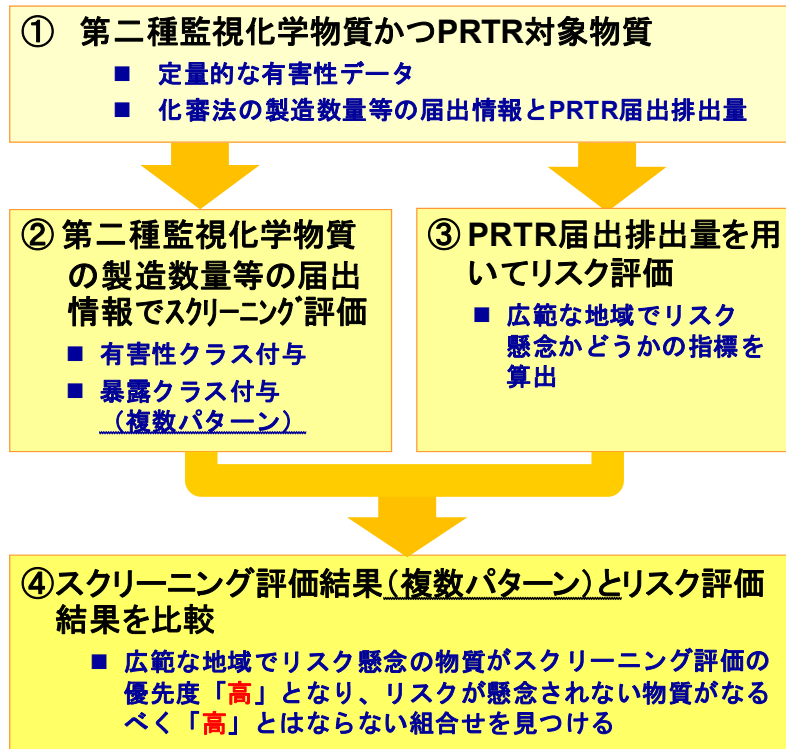 ① 第二種監視化学物質かつPRTR対象物質
■ 定量的な有害性データ
■ 化審法の製造数量等の届出情報とPRTR届出排出量
② 第二種監視化学物質
の製造数量等の届出
情報でスクリーニング評価
■ 有害性クラス付与
■ 暴露クラス付与
（複数パターン）
③ PRTR届出排出量を用
いてリスク評価
■ 広範な地域でリスク
懸念かどうかの指標を
算出
④スクリーニング評価結果（複数パターン）とリスク評価
結果を比較
■ 広範な地域でリスク懸念の物質がスクリーニング評価の
優先度「高」となり、リスクが懸念されない物質がなる
べく「高」とはならない組合せを見つける